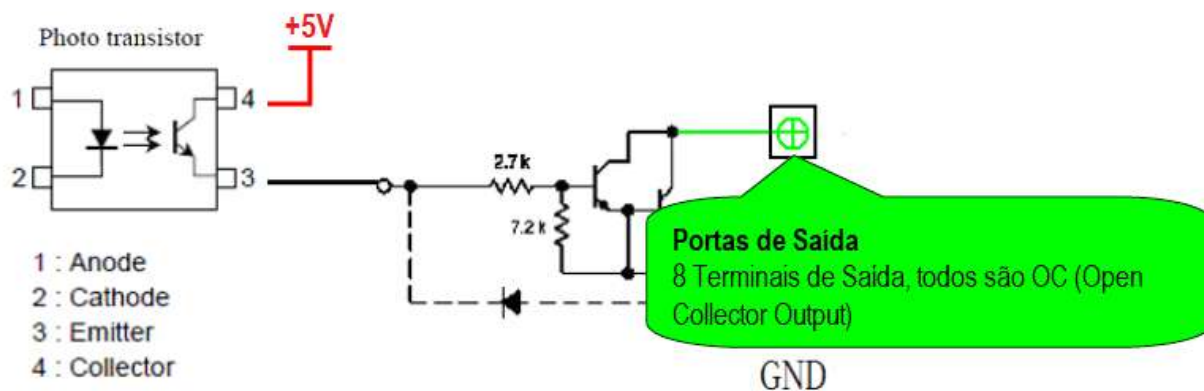 Photo transistor
+5V
1
4
2
3
2.7k
7.2k
1 : Anode
2 : Cathode
3 : Emitter
4 : Collector
Portas de Saída
8 Terminais de Saída, todos são OC (Open
Collector Output)
GND